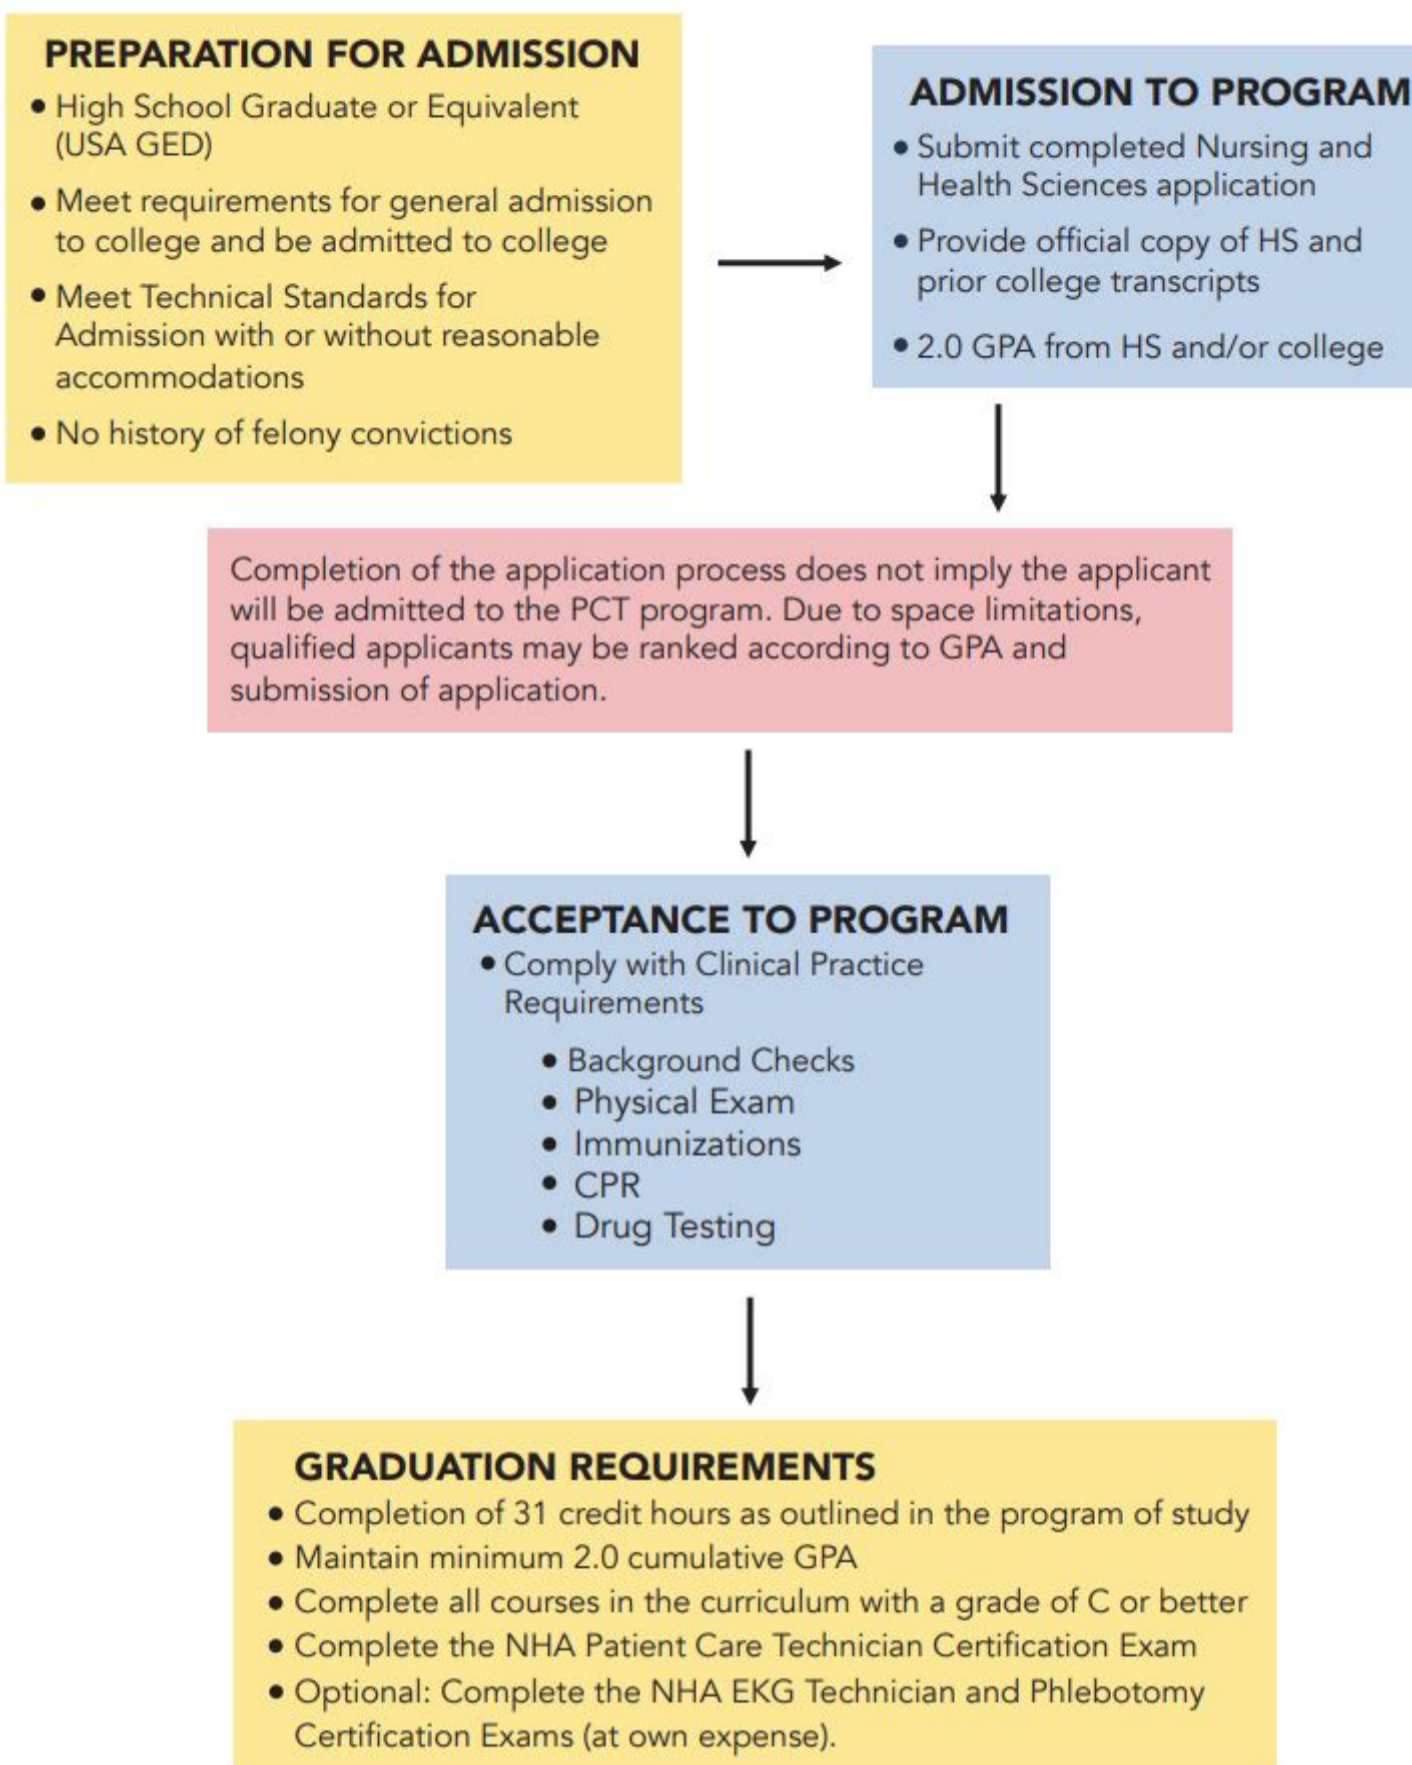 PREPARATION FOR ADMISSION
• High School Graduate or Equivalent
(USA GED)
• Meet requirements for general admission
to college and be admitted to college
• Meet Technical Standards for
Admission with or without reasonable
accommodations
• No history of felony convictions
ADMISSION TO PROGRAM
• Submit completed Nursing and
Health Sciences application
• Provide official copy of HS and
prior college transcripts
• 2.0 GPA from HS and/or college
Completion of the application process does not imply the applicant
will be admitted to the PCT program. Due to space limitations,
qualified applicants may be ranked according to GPA and
submission of application.
ACCEPTANCE TO PROGRAM
• Comply with Clinical Practice
Requirements
• Background Checks
• Physical Exam
• Immunizations
• CPR
• Drug Testing
GRADUATION REQUIREMENTS
• Completion of 31 credit hours as outlined in the program of study
• Maintain minimum 2.0 cumulative GPA
• Complete all courses in the curriculum with a grade of C or better
• Complete the NHA Patient Care Technician Certification Exam
• Optional: Complete the NHA EKG Technician and Phlebotomy
Certification Exams (at own expense).